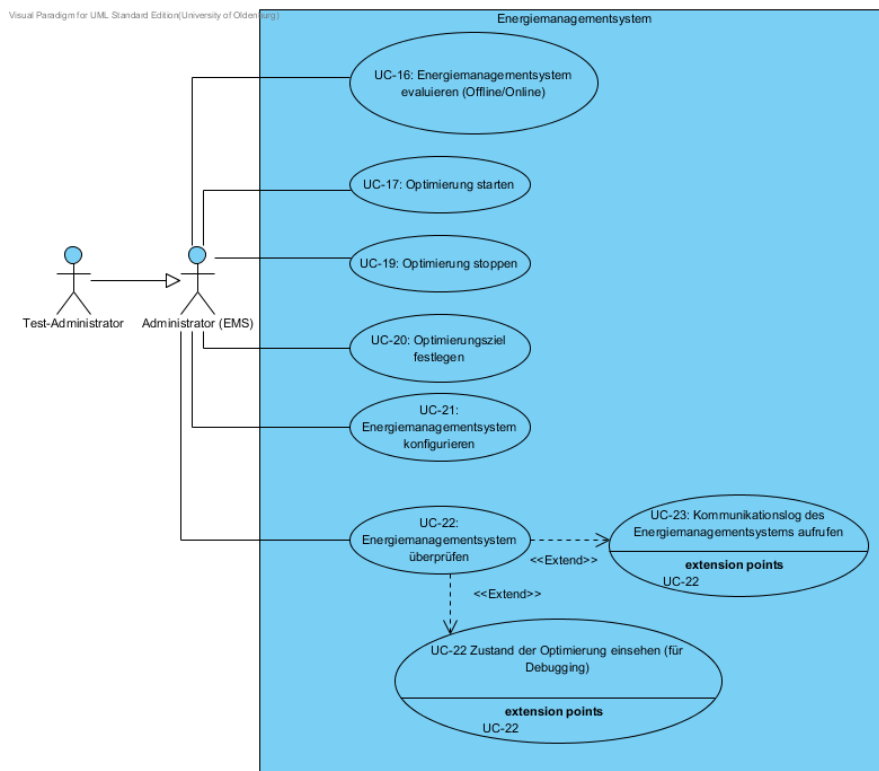 Visual Paradigm for UML Standard Edition(University of Oldenburg)
Energiemanagementsystem
UC-16: Energiemanagementsystem
evaluieren (Offline/Online)
UC-17: Optimierung starten
UC-19: Optimierung stoppen
Test-Administrator
Administrator (EMS)
UC-20: Optimierungsziel
festlegen
UC-21:
Energiemanagementsystem
konfigurieren
UC-22:
Energiemanagementsystem
überprüfen
<<Extend>>
UC-23: Kommunikationslog des
Energiemanagementsystems aufrufen
extension points
UC-22
<<Extend>>
UC-22 Zustand der Optimierung einsehen (für
Debugging)
extension points
UC-22